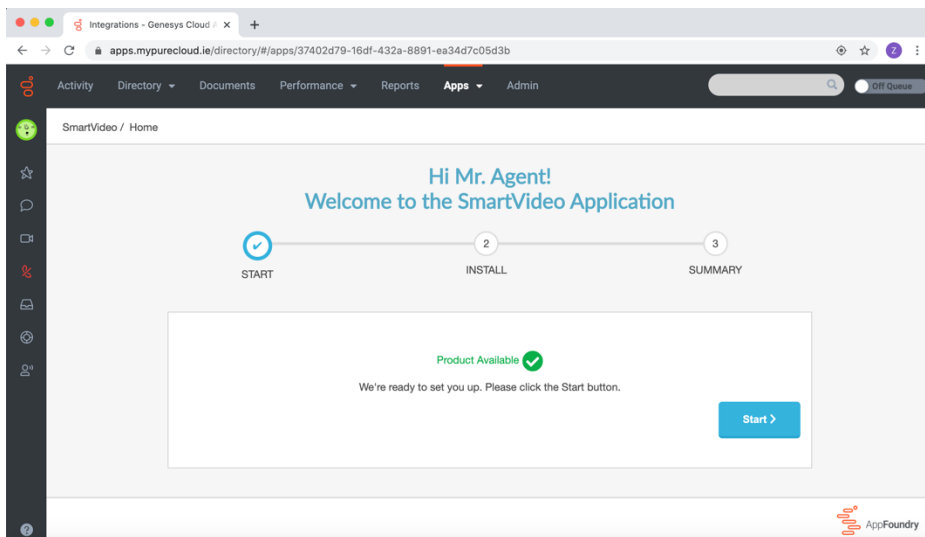 Integrations - Genesys Cloud
apps.mypurecloud.ie/directory/#/apps/37402d79-16df-432a-8891-ea34d7c05d3b
Z
Activity Directory Documents Performance Reports Apps Admin
Off Queue
SmartVideo / Home
Hi Mr. Agent!
Welcome to the SmartVideo Application
2 3
START INSTALL SUMMARY
Product Available
We're ready to set you up. Please click the Start button.
Start >
AppFoundry